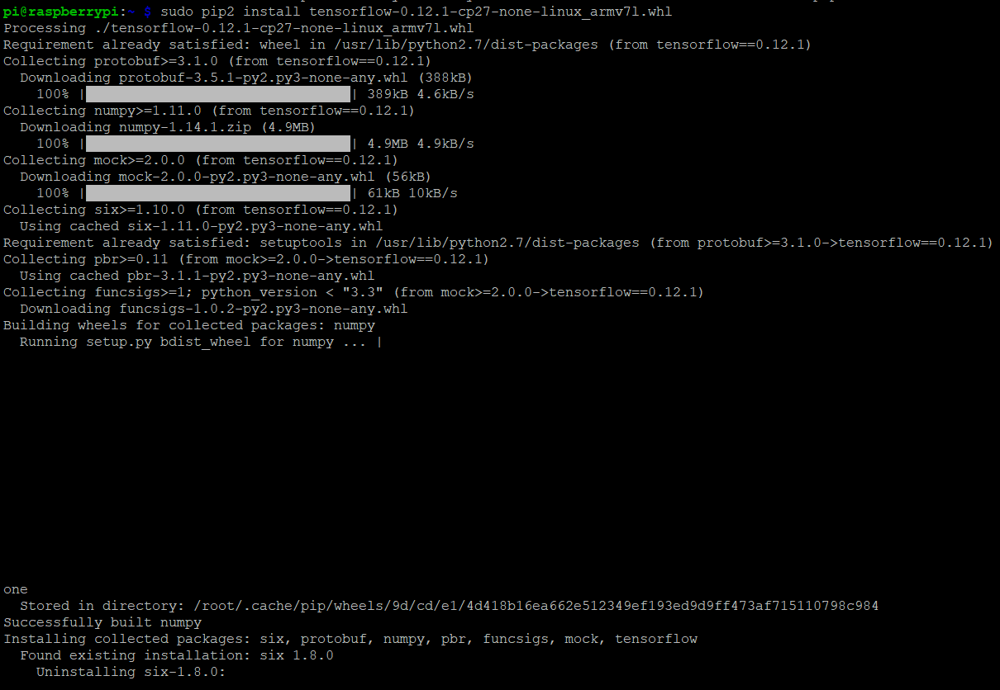 pi@raspberrypi:~ $ sudo pip2 install tensorflow-0.12.1-cp27-none-linux_armv7l.whl
Processing ./tensorflow-0.12.1-cp27-none-linux_armv7l.whl
Requirement already satisfied: wheel in /usr/lib/python2.7/dist-packages (from tensorflow==0.12.1)
Collecting protobuf>=3.1.0 (from tensorflow==0.12.1)
  Downloading protobuf-3.5.1-py2.py3-none-any.whl (388kB)
    100% |████████████████████████████████| 389kB 4.6kB/s
Collecting numpy>=1.11.0 (from tensorflow==0.12.1)
  Downloading numpy-1.14.1.zip (4.9MB)
    100% |████████████████████████████████| 4.9MB 4.9kB/s
Collecting mock>=2.0.0 (from tensorflow==0.12.1)
  Downloading mock-2.0.0-py2.py3-none-any.whl (56kB)
    100% |████████████████████████████████| 61kB 10kB/s
Collecting six>=1.10.0 (from tensorflow==0.12.1)
  Using cached six-1.11.0-py2.py3-none-any.whl
Requirement already satisfied: setuptools in /usr/lib/python2.7/dist-packages (from protobuf>=3.1.0->tensorflow==0.12.1)
Collecting pbr>=0.11 (from mock>=2.0.0->tensorflow==0.12.1)
  Using cached pbr-3.1.1-py2.py3-none-any.whl
Collecting funcsigs>=1; python_version < "3.3" (from mock>=2.0.0->tensorflow==0.12.1)
  Downloading funcsigs-1.0.2-py2.py3-none-any.whl
Building wheels for collected packages: numpy
  Running setup.py bdist_wheel for numpy ... |
one
  Stored in directory: /root/.cache/pip/wheels/9d/cd/e1/4d418b16ea662e512349ef193ed9d9ff473af715110798c984
Successfully built numpy
Installing collected packages: six, protobuf, numpy, pbr, funcsigs, mock, tensorflow
  Found existing installation: six 1.8.0
    Uninstalling six-1.8.0: